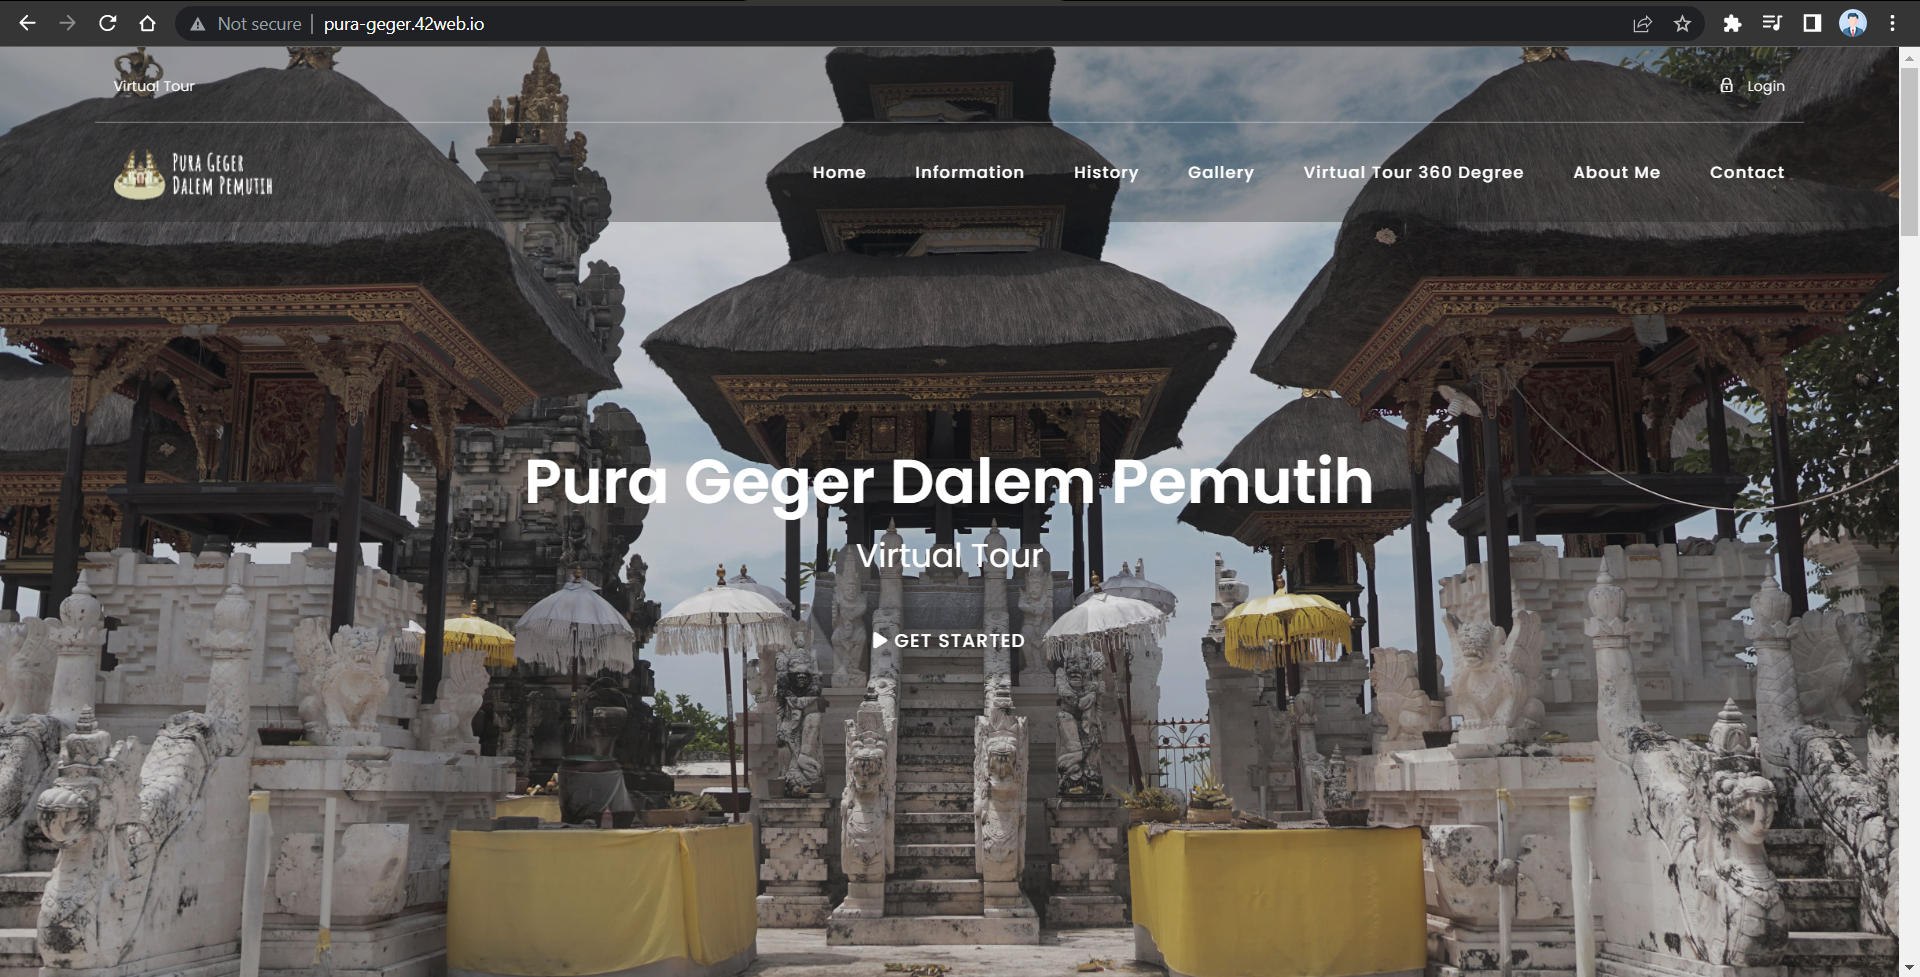 Not secure | pura-geger.42web.io
Virtual Tour
Login
PURA GEGER
DALEM PEMUTIH
Home Information History Gallery Virtual Tour 360 Degree About Me Contact
Pura Geger Dalem Pemutih
Virtual Tour
GET STARTED